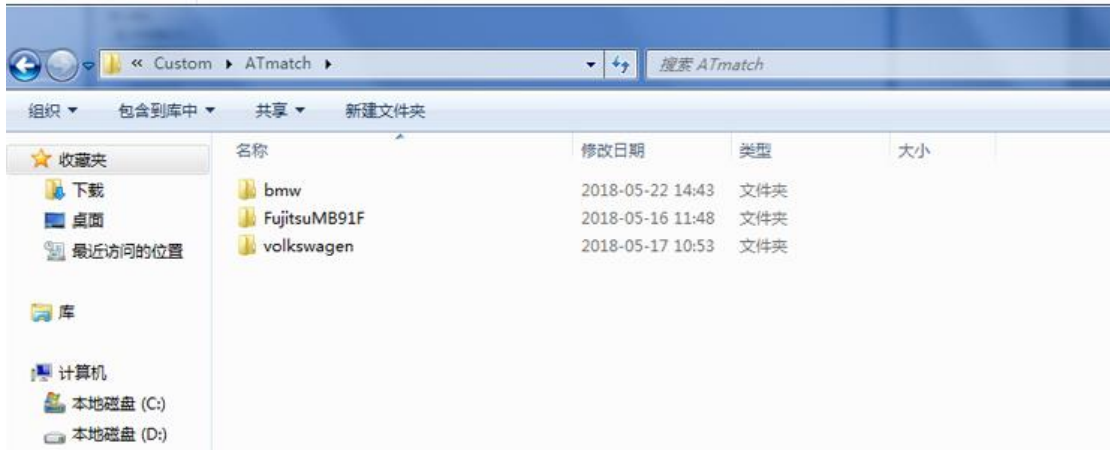 « Custom ▸ ATmatch ▸
搜索 ATmatch
组织 ▼ 包含到库中 ▼ 共享 ▼ 新建文件夹
收藏夹
下载
桌面
最近访问的位置
库
计算机
本地磁盘 (C:)
本地磁盘 (D:)
名称 修改日期 类型 大小
bmw 2018-05-22 14:43 文件夹
FujitsuMB91F 2018-05-16 11:48 文件夹
volkswagen 2018-05-17 10:53 文件夹